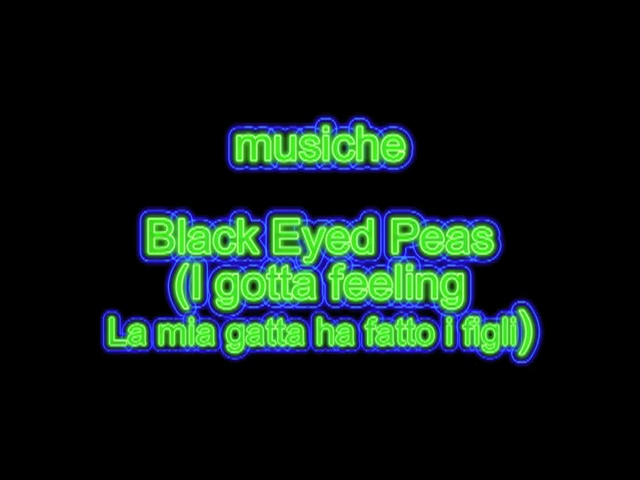 musiche
Black Eyed Peas
(I gotta feeling
La mia gatta ha fatto i figli)